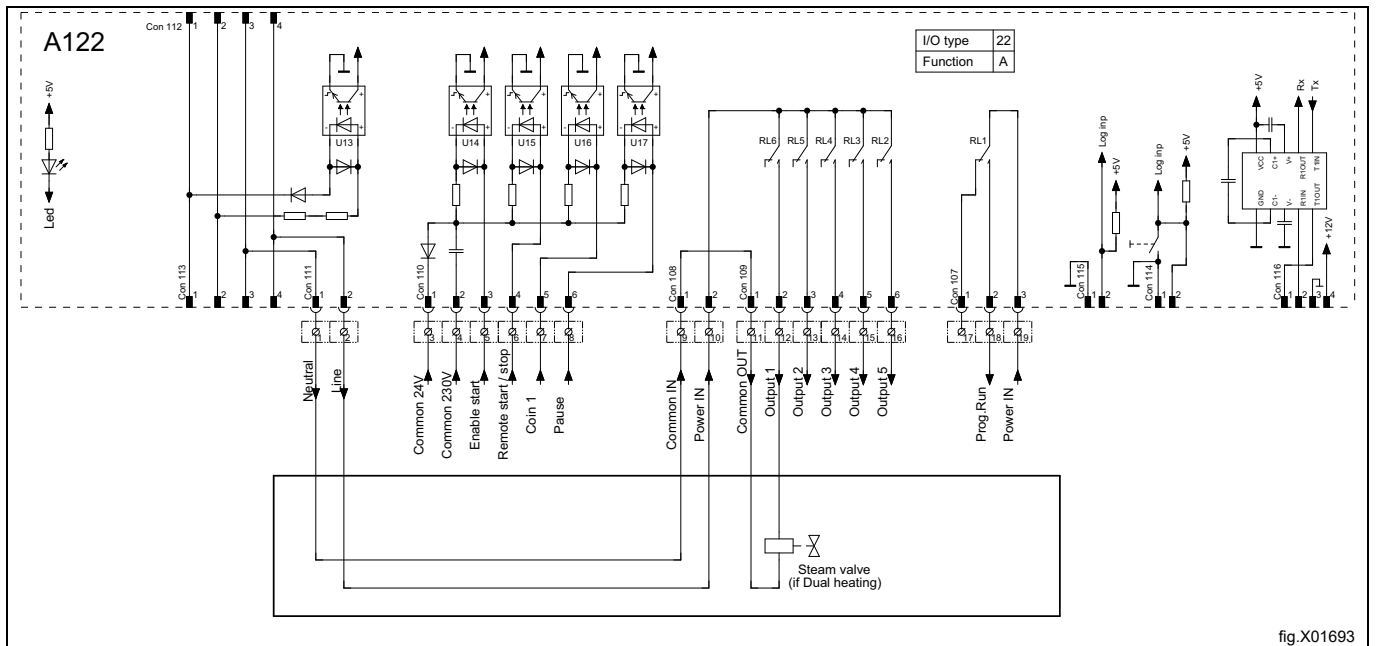 Con 112
1
2
3
4
A122
I/O type 22
Function A
+5V
Led
U13
U14
U15
U16
U17
RL6
RL5
RL4
RL3
RL2
RL1
Log inp
+5V
Log inp
+5V
+5V
Rx
Tx
VCC
C1+
V+
R1OUT
T1IN
GND
C1-
V-
R1IN
T1OUT
+12V
Con 113
1
2
3
4
Con 111
1
2
Con 110
1
2
3
4
5
6
Con 108
1
2
Con 109
1
2
3
4
5
6
Con 107
1
2
3
Con 115
1
2
Con 114
1
2
Con 116
1
2
3
4
1
2
3
4
5
6
7
8
9
10
11
12
13
14
15
16
17
18
19
Neutral
Line
Common 24V
Common 230V
Enable start
Remote start / stop
Coin 1
Pause
Common IN
Power IN
Common OUT
Output 1
Output 2
Output 3
Output 4
Output 5
Prog.Run
Power IN
Steam valve
(if Dual heating)
fig.X01693